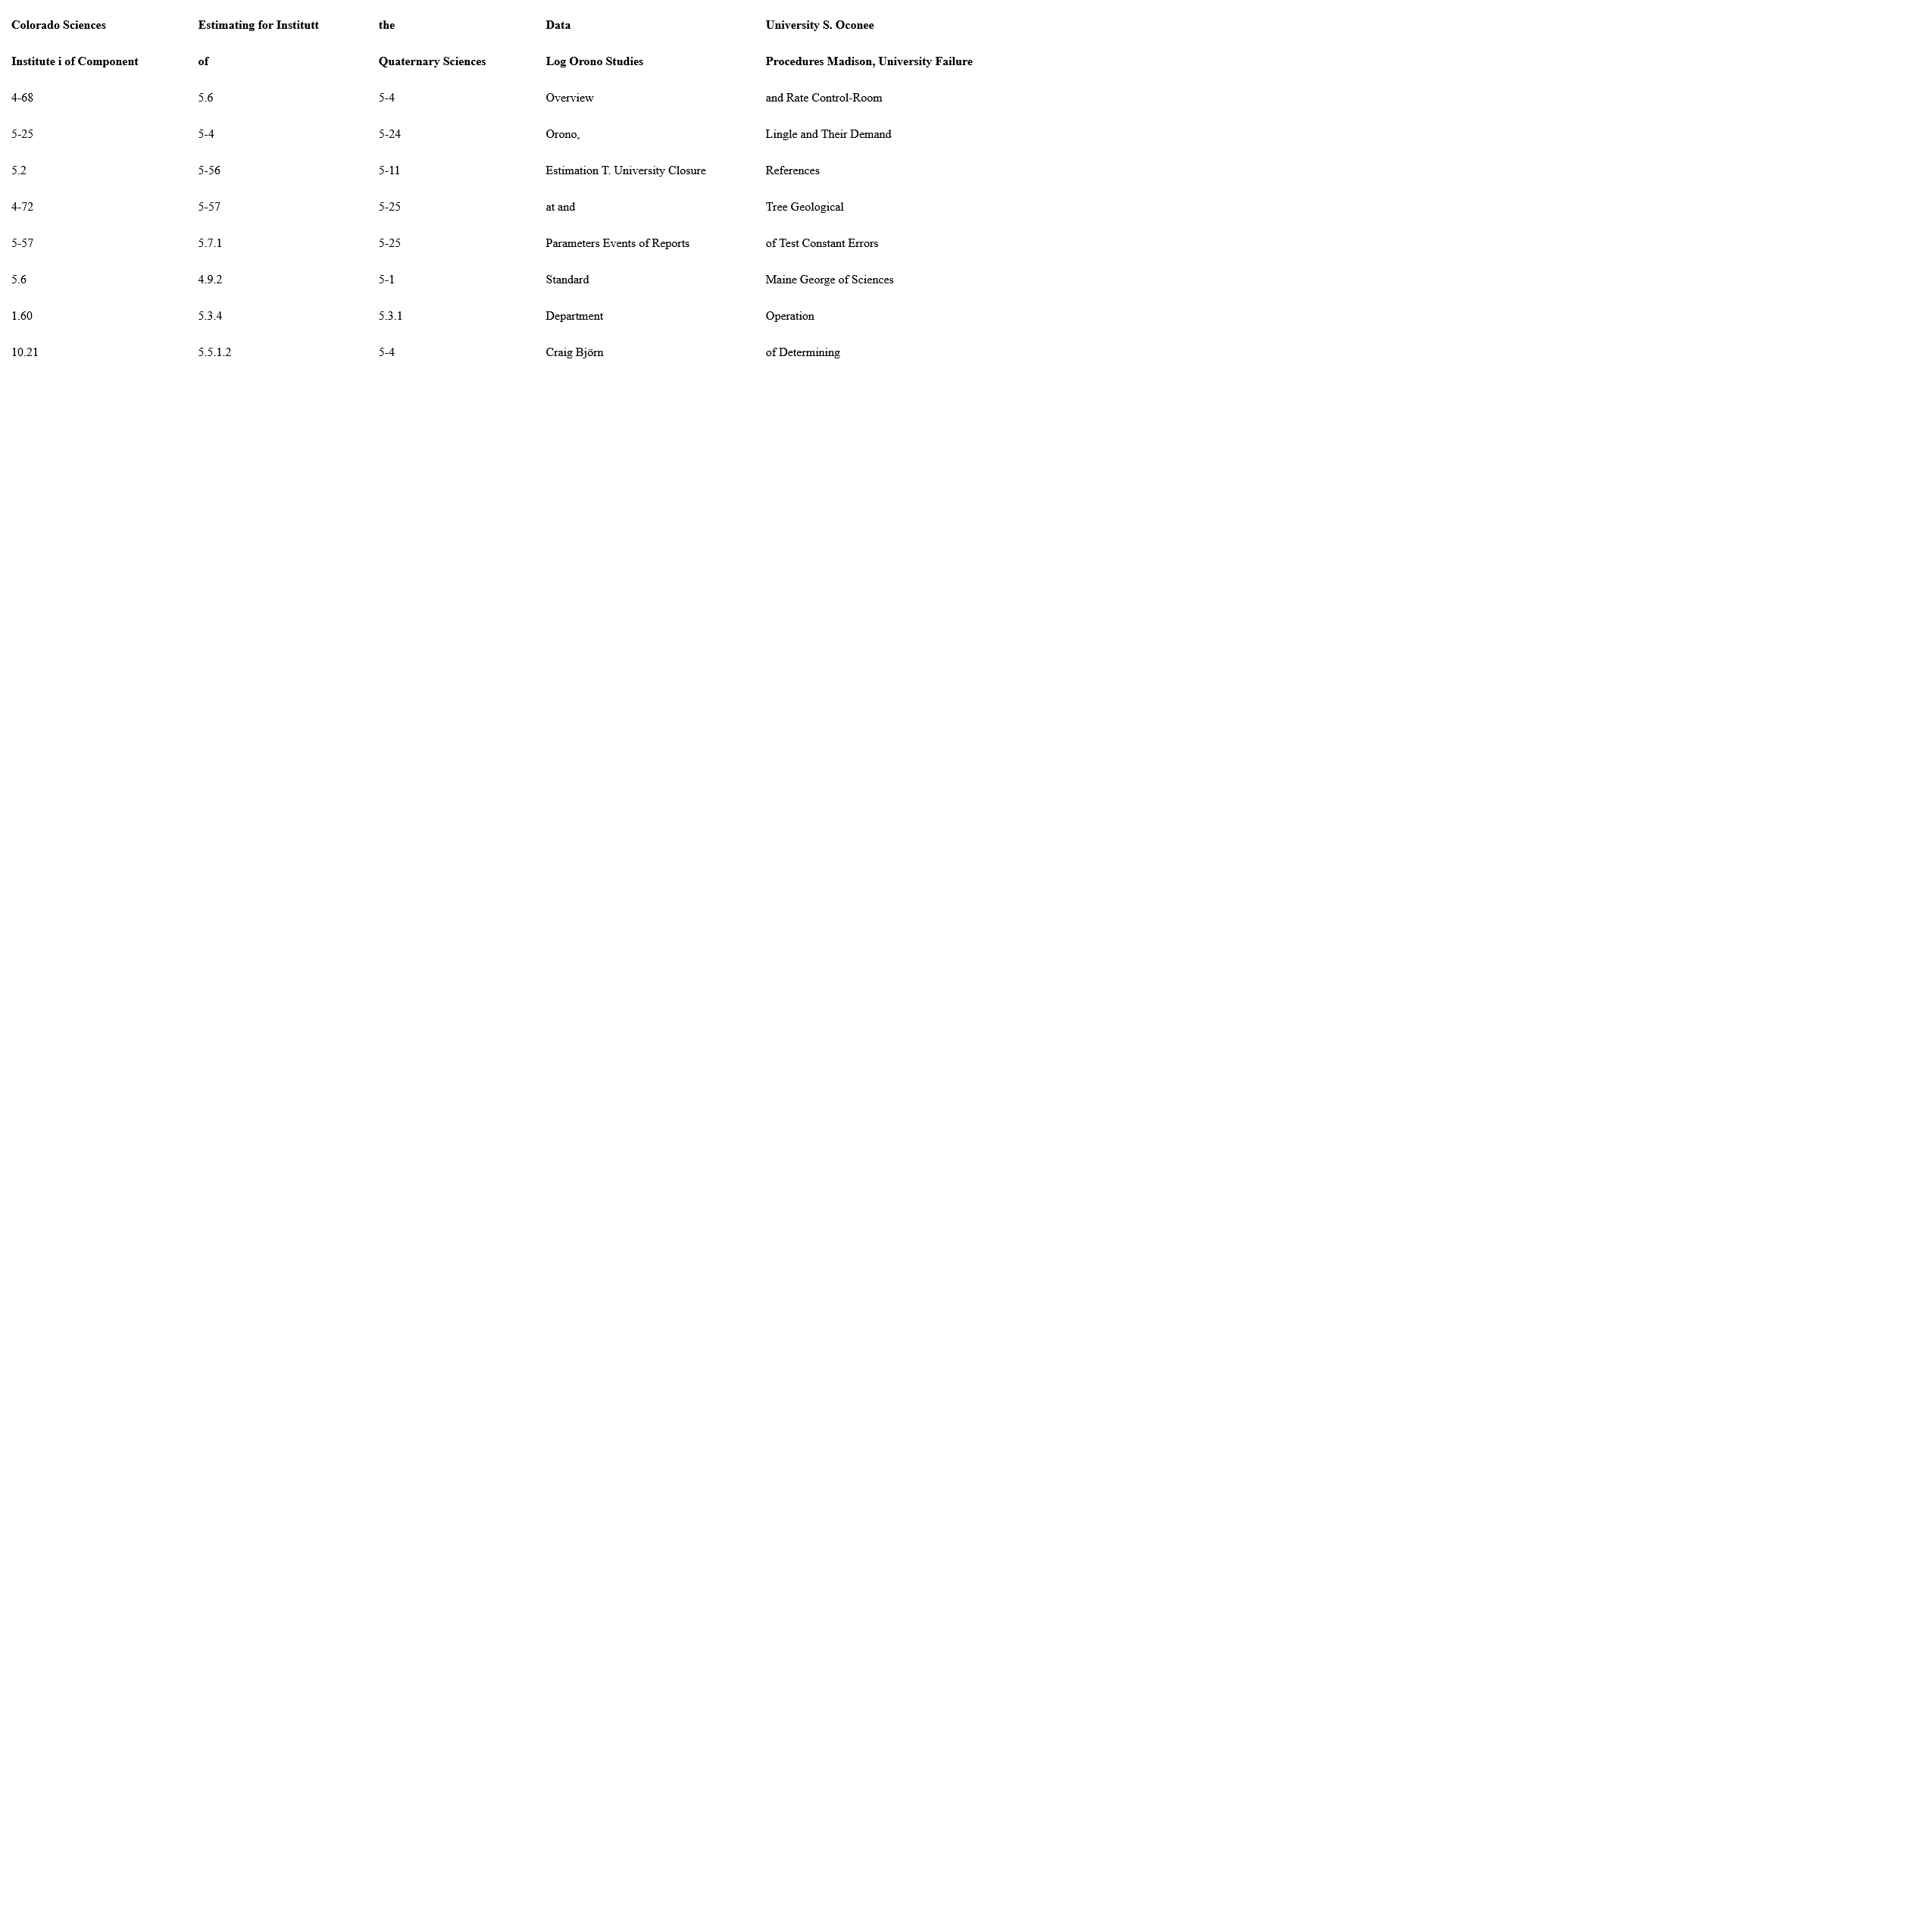 Colorado Sciences Estimating for Institutt the Data University S. Oconee
Institute i of Component of Quaternary Sciences Log Orono Studies Procedures Madison, University Failure
4-68 5.6 5-4 Overview and Rate Control-Room
5-25 5-4 5-24 Orono, Lingle and Their Demand
5.2 5-56 5-11 Estimation T. University Closure References
4-72 5-57 5-25 at and Tree Geological
5-57 5.7.1 5-25 Parameters Events of Reports of Test Constant Errors
5.6 4.9.2 5-1 Standard Maine George of Sciences
1.60 5.3.4 5.3.1 Department Operation
10.21 5.5.1.2 5-4 Craig Björn of Determining